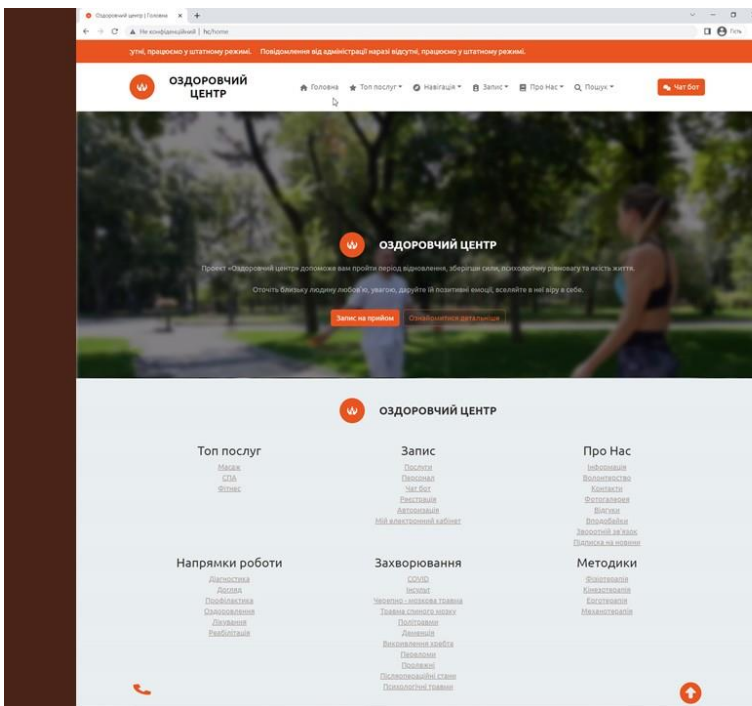 Оздоровчий центр | Головна
Не конфіденційний | hc/home
Гість
:утні, працюємо у штатному режимі. Повідомлення від адміністрації наразі відсутні, працюємо у штатному режимі.
ОЗДОРОВЧИЙ
ЦЕНТР
Головна Топ послуг Навігація Запис Про Нас Пошук Чат бот
ОЗДОРОВЧИЙ ЦЕНТР
Проект «Оздоровчий центр» допоможе вам пройти період відновлення, зберігши сили, психологічну рівновагу та якість життя.
Оточіть близьку людину любов'ю, увагою, даруйте їй позитивні емоції, вселяйте в неї віру в себе.
Запис на прийом Ознайомитися детальніше
ОЗДОРОВЧИЙ ЦЕНТР
Топ послуг
Масаж
СПА
Фітнес
Запис
Послуги
Персонал
Чат бот
Реєстрація
Авторизація
Мій електронний кабінет
Про Нас
Інформація
Волонтерство
Контакти
Фотогалерея
Відгуки
Вподобайки
Зворотній зв'язок
Підписка на новини
Напрямки роботи
Діагностика
Догляд
Профілактика
Оздоровлення
Лікування
Реабілітація
Захворювання
COVID
Інсульт
Черепно - мозкова травма
Травма спиного мозку
Політравми
Деменція
Викривлення хребта
Переломи
Пролежні
Післяопераційні стани
Психологічні травми
Методики
Фізіотерапія
Кінезотерапія
Ерготерапія
Механотерапія